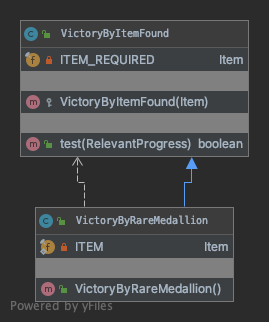 VictoryByItemFound
ITEM_REQUIRED Item
VictoryByItemFound(Item)
test(RelevantProgress) boolean
VictoryByRareMedallion
ITEM Item
VictoryByRareMedallion()
Powered by yFiles